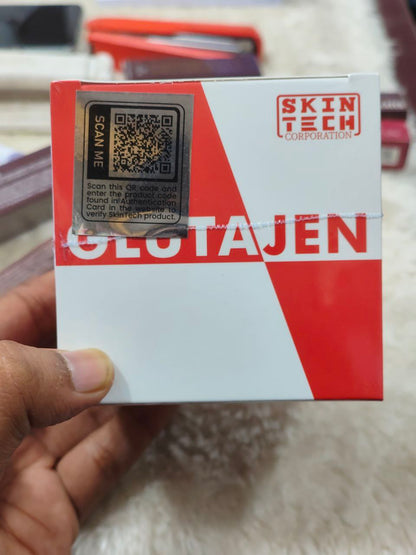 SKIN
TECH
CORPORATION
SCAN ME
Scan this QR code and
enter the product code
found in Authentication
Card in the website to
verify SkinTech product
GLUTAJEN